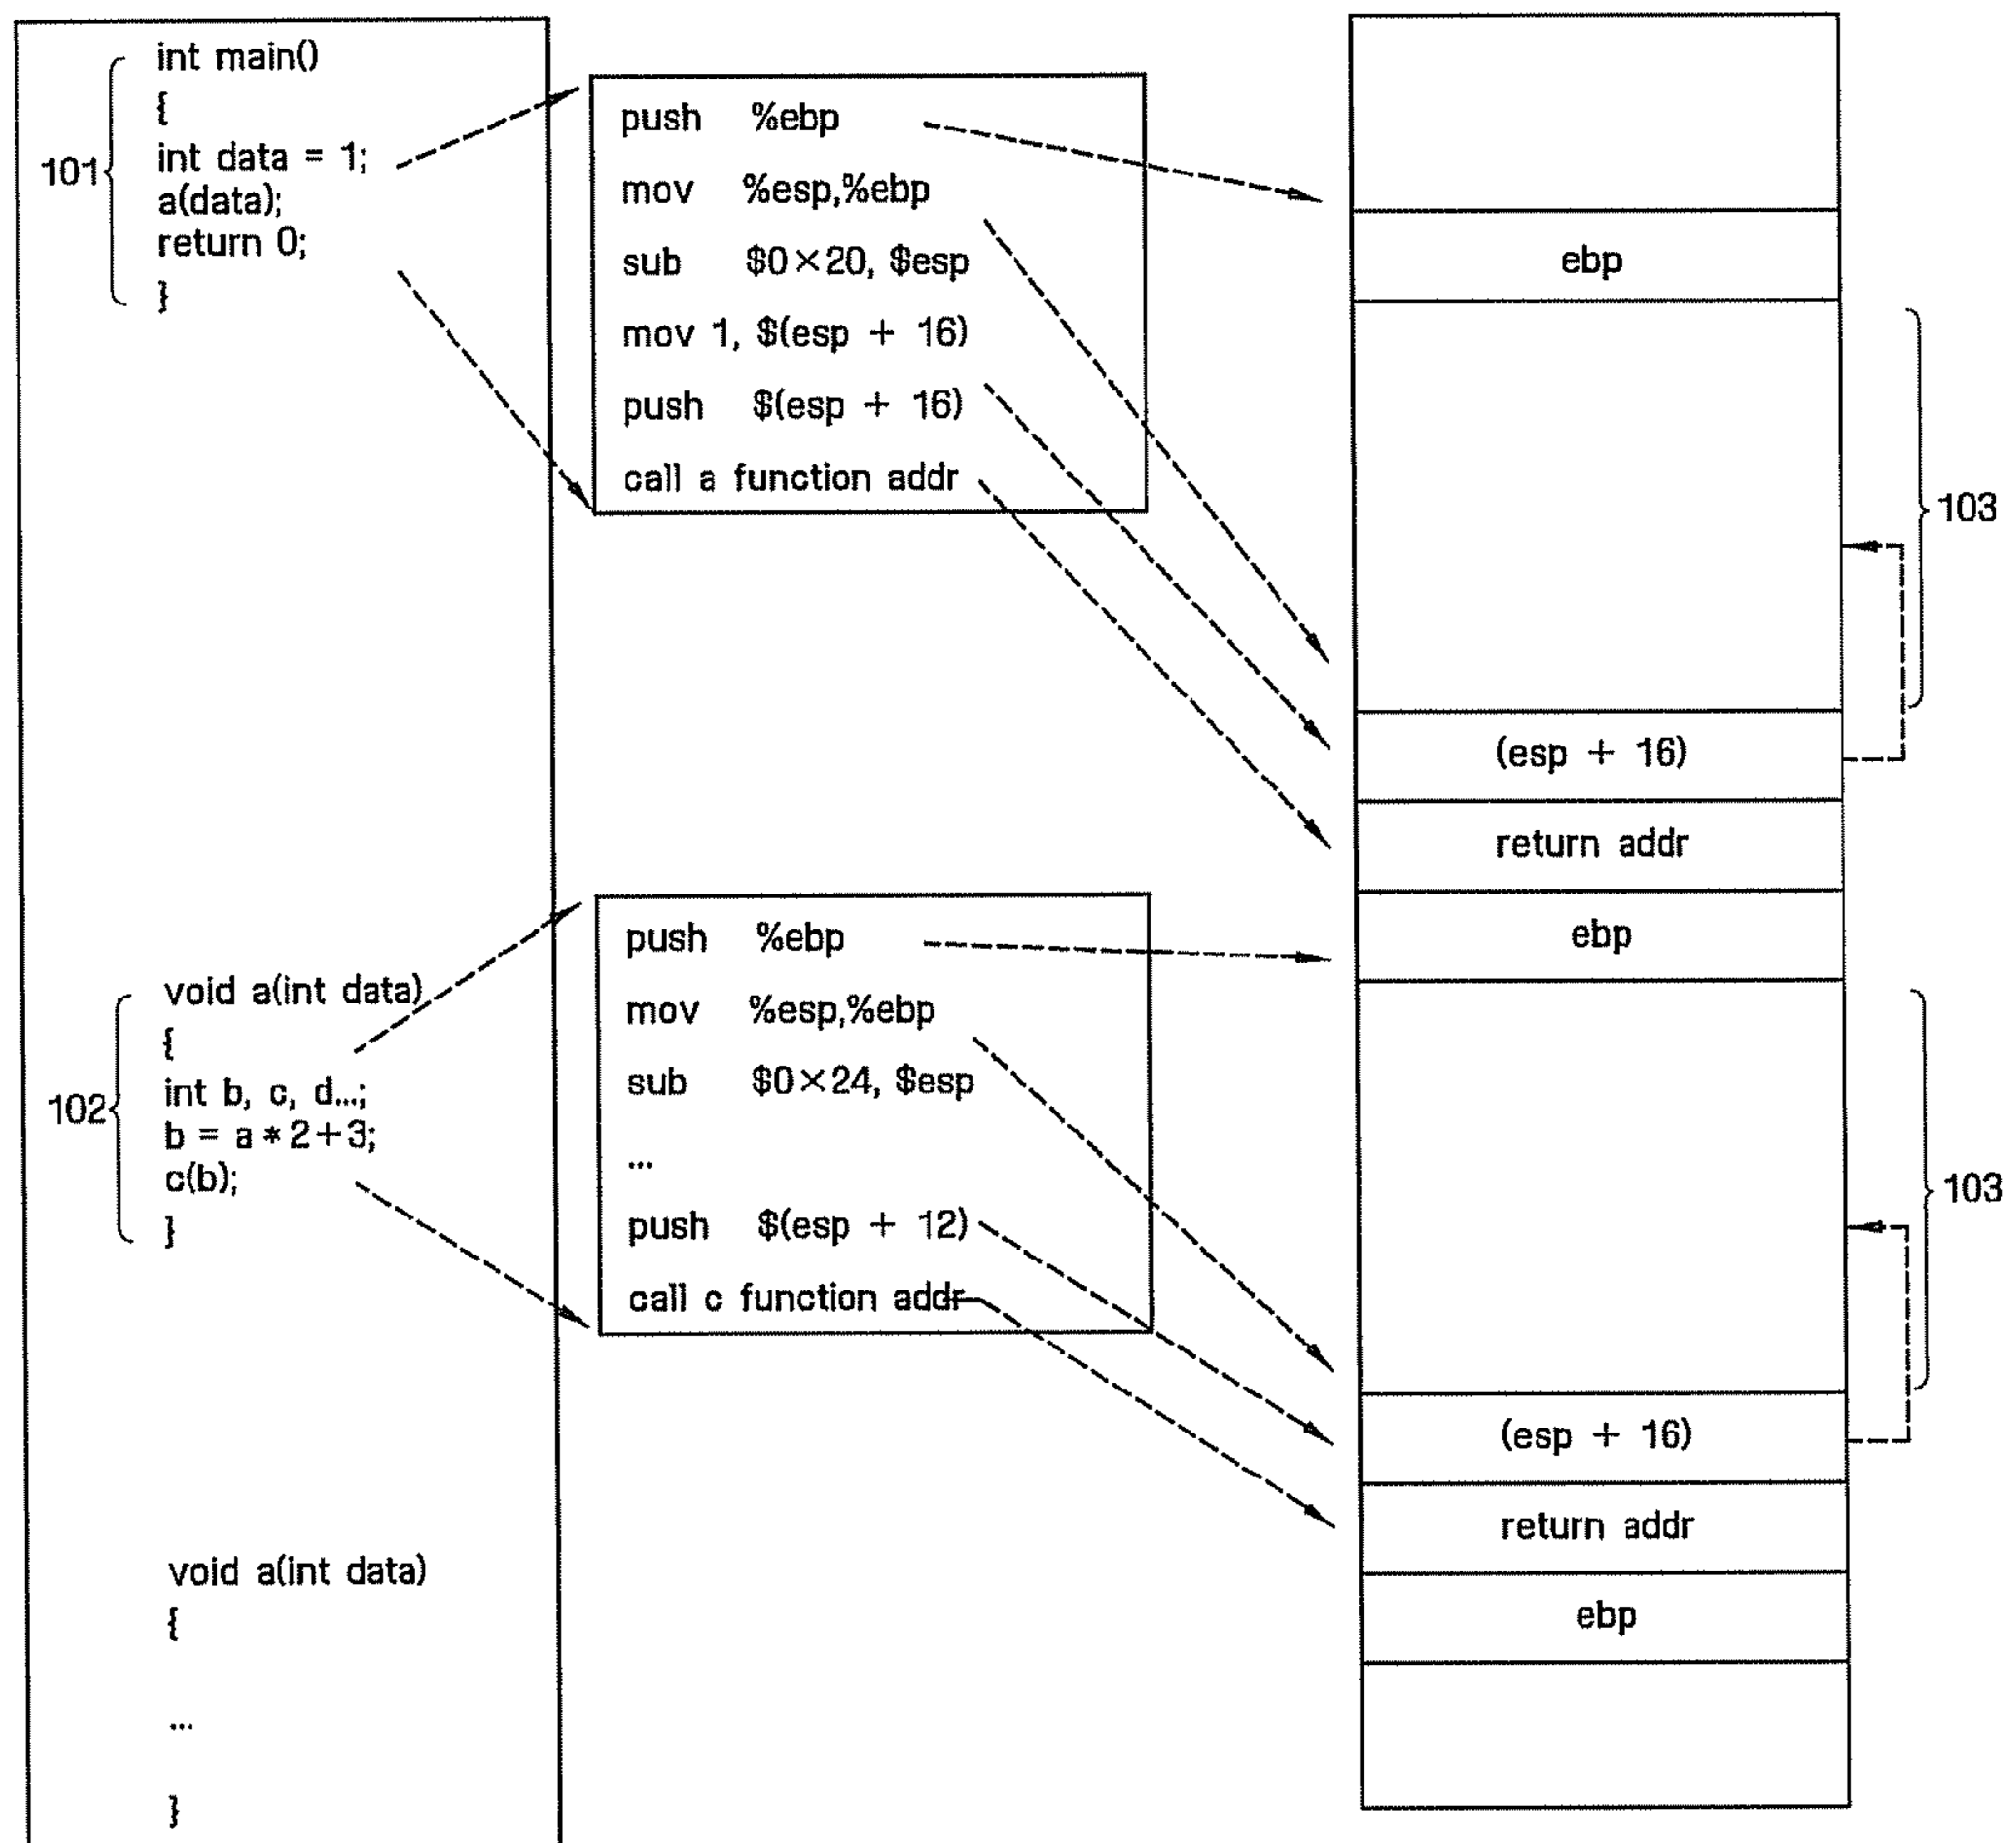 int main()
{
int data = 1;
a(data);
return 0;
}
101
push %ebp
mov %esp,%ebp
sub $0×20, $esp
mov 1, $(esp + 16)
push $(esp + 16)
call a function addr
ebp
103
(esp + 16)
return addr
ebp
void a(int data)
{
int b, c, d...;
b = a*2+3;
c(b);
}
102
push %ebp
mov %esp,%ebp
sub $0×24, $esp
...
push $(esp + 12)
call c function addr
103
(esp + 16)
return addr
ebp
void a(int data)
{
...
}